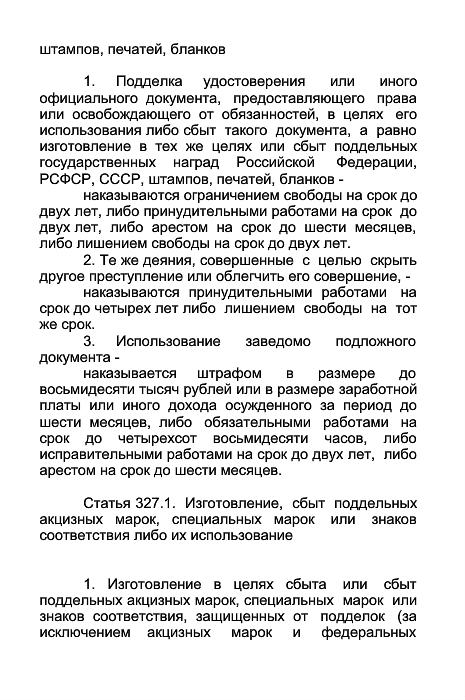 штампов, печатей, бланков
1. Подделка удостоверения или иного
официального документа, предоставляющего права
или освобождающего от обязанностей, в целях его
использования либо сбыт такого документа, а равно
изготовление в тех же целях или сбыт поддельных
государственных наград Российской Федерации,
РСФСР, СССР, штампов, печатей, бланков -
наказываются ограничением свободы на срок до
двух лет, либо принудительными работами на срок до
двух лет, либо арестом на срок до шести месяцев,
либо лишением свободы на срок до двух лет.
2. Те же деяния, совершенные с целью скрыть
другое преступление или облегчить его совершение, -
наказываются принудительными работами на
срок до четырех лет либо лишением свободы на тот
же срок.
3. Использование заведомо подложного
документа -
наказывается штрафом в размере до
восьмидесяти тысяч рублей или в размере заработной
платы или иного дохода осужденного за период до
шести месяцев, либо обязательными работами на
срок до четырехсот восьмидесяти часов, либо
исправительными работами на срок до двух лет, либо
арестом на срок до шести месяцев.
Статья 327.1. Изготовление, сбыт поддельных
акцизных марок, специальных марок или знаков
соответствия либо их использование
1. Изготовление в целях сбыта или сбыт
поддельных акцизных марок, специальных марок или
знаков соответствия, защищенных от подделок (за
исключением акцизных марок и федеральных